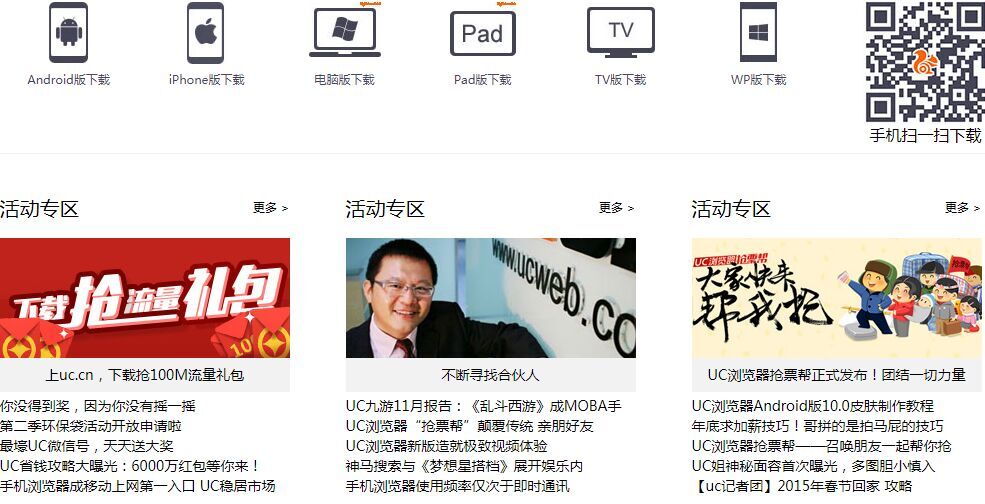 Pad
TV
Android版下载
iPhone版下载
电脑版下载
Pad版下载
TV版下载
WP版下载
手机扫一扫下载
活动专区
更多 >
活动专区
更多 >
活动专区
更多 >
下载抢流量礼包
10
www.ucweb.co
UC浏览器抢票帮
大家快来
帮我抢
上uc.cn，下载抢100M流量礼包
不断寻找合伙人
UC浏览器抢票帮正式发布！团结一切力量
你没得到奖，因为你没有摇一摇
第二季环保袋活动开放申请啦
最壕UC微信号，天天送大奖
UC省钱攻略大曝光：6000万红包等你来！
手机浏览器成移动上网第一入口 UC稳居市场
UC九游11月报告：《乱斗西游》成MOBA手
UC浏览器“抢票帮”颠覆传统 亲朋好友
UC浏览器新版造就极致视频体验
神马搜索与《梦想星搭档》展开娱乐内
手机浏览器使用频率仅次于即时通讯
UC浏览器Android版10.0皮肤制作教程
年底求加薪技巧！哥拼的是拍马屁的技巧
UC浏览器抢票帮——召唤朋友一起帮你抢
UC姐神秘面容首次曝光，多图胆小慎入
【uc记者团】2015年春节回家 攻略